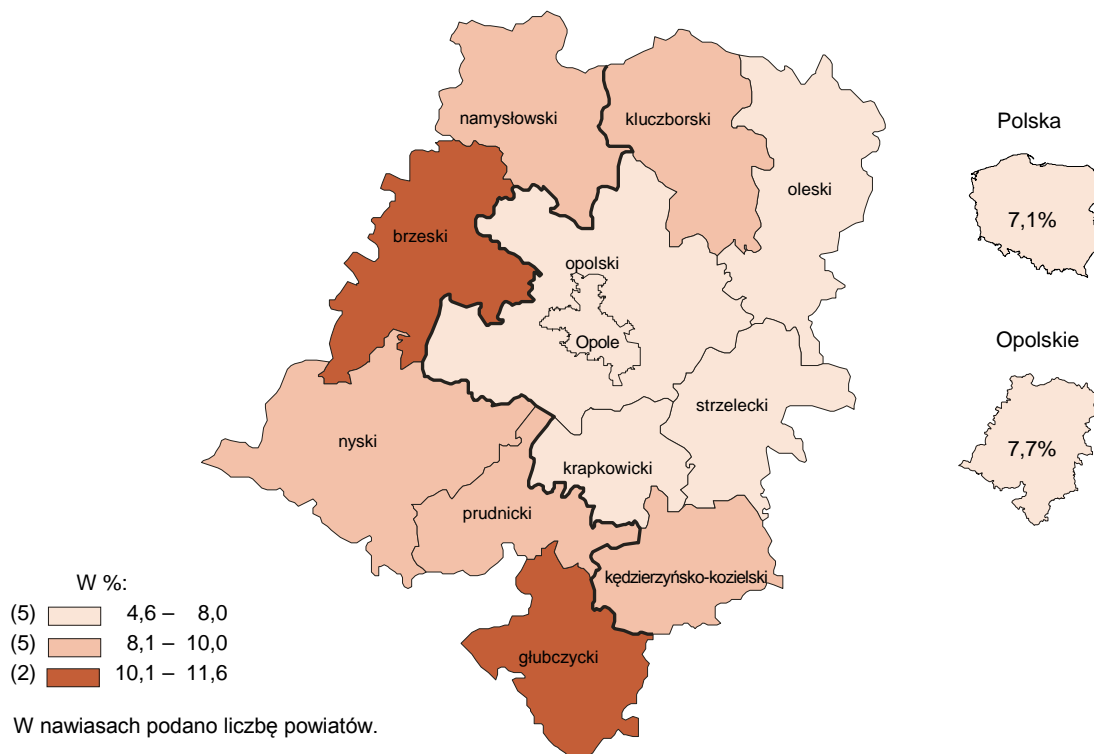 namysłowski
kluczborski
Polska
oleski
7,1%
brzeski
opolski
Opole
Opolskie
strzelecki
nyski
7,7%
krapkowicki
prudnicki
kędzierzyńsko-kozielski
głubczycki
W %:
(5) 4,6 – 8,0
(5) 8,1 – 10,0
(2) 10,1 – 11,6
W nawiasach podano liczbę powiatów.